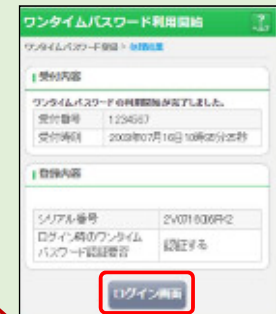 ワンタイムパスワード利用開始
?
ワンタイムパスワード登録 >
受付内容
ワンタイムパスワードの利用開始が完了しました。
受付番号 1234567
受付時刻 2009年07月16日10時35分25秒
登録内容
シリアル番号
ログイン時のワンタイム 認証する
パスワード認証要否
ログイン画面